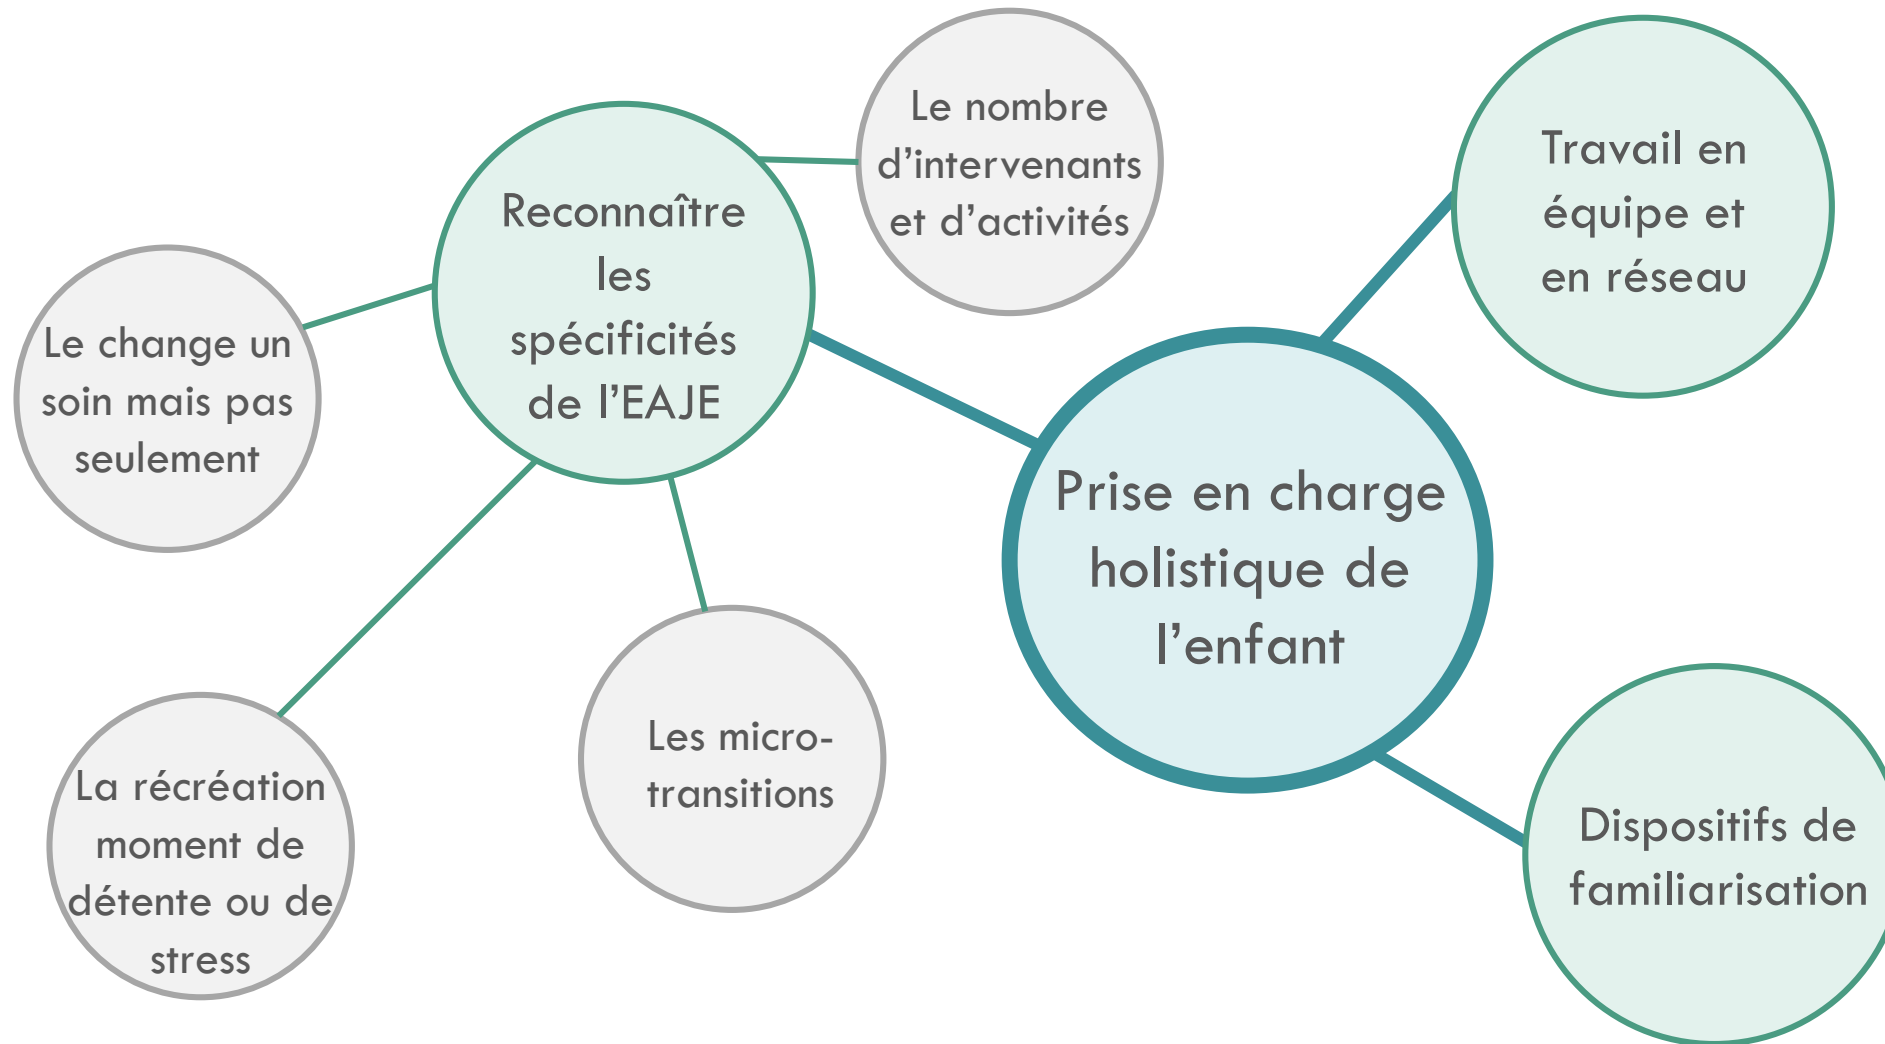 Le nombre
d’intervenants
et d’activités
Travail en
équipe et
en réseau
Reconnaître
les
spécificités
de l’EAJE
Le change un
soin mais pas
seulement
Prise en charge
holistique de
l’enfant
Les micro-
transitions
La récréation
moment de
détente ou de
stress
Dispositifs de
familiarisation